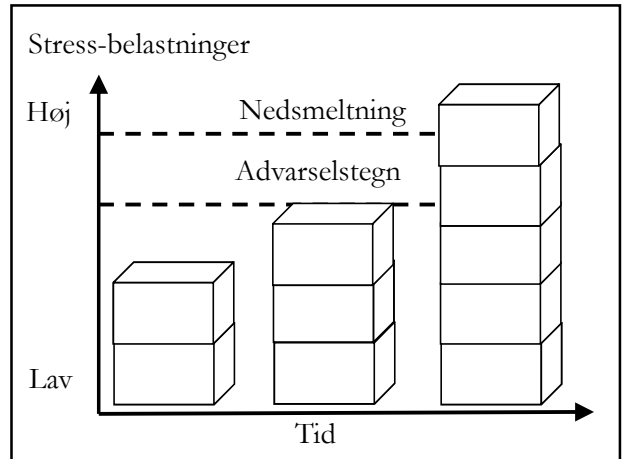 Stress-belastninger
Høj
Nedsmeltning
Advarselstegn
Lav
Tid